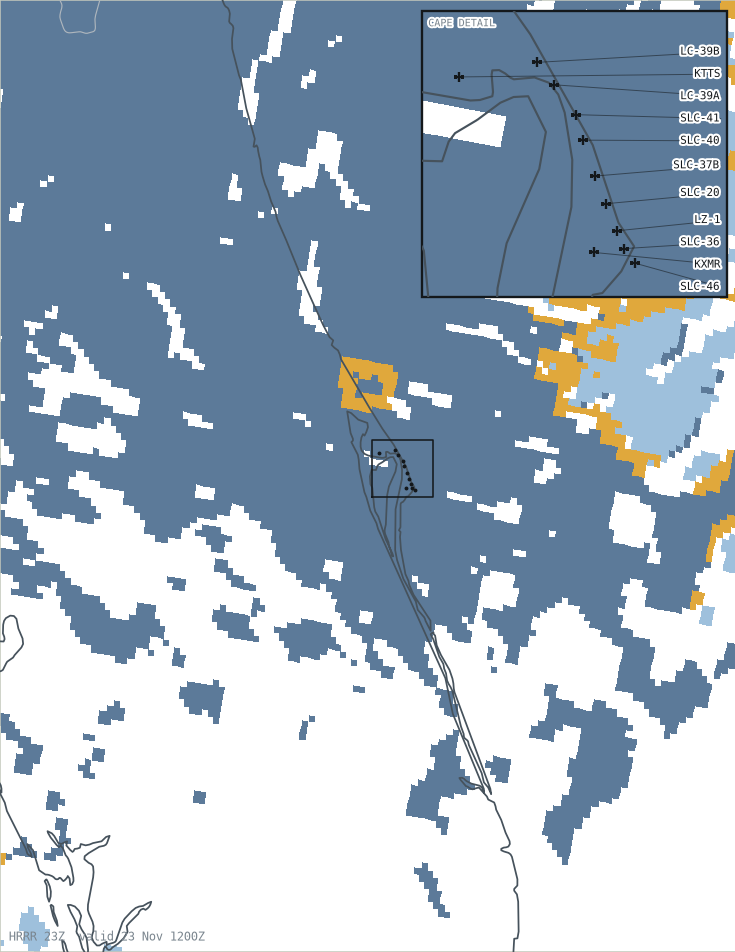 CAPE DETAIL
LC-39B
KTTS
LC-39A
SLC-41
SLC-40
SLC-37B
SLC-20
LZ-1
SLC-36
KXMR
SLC-46
HRRR 23Z  valid 23 Nov 1200Z